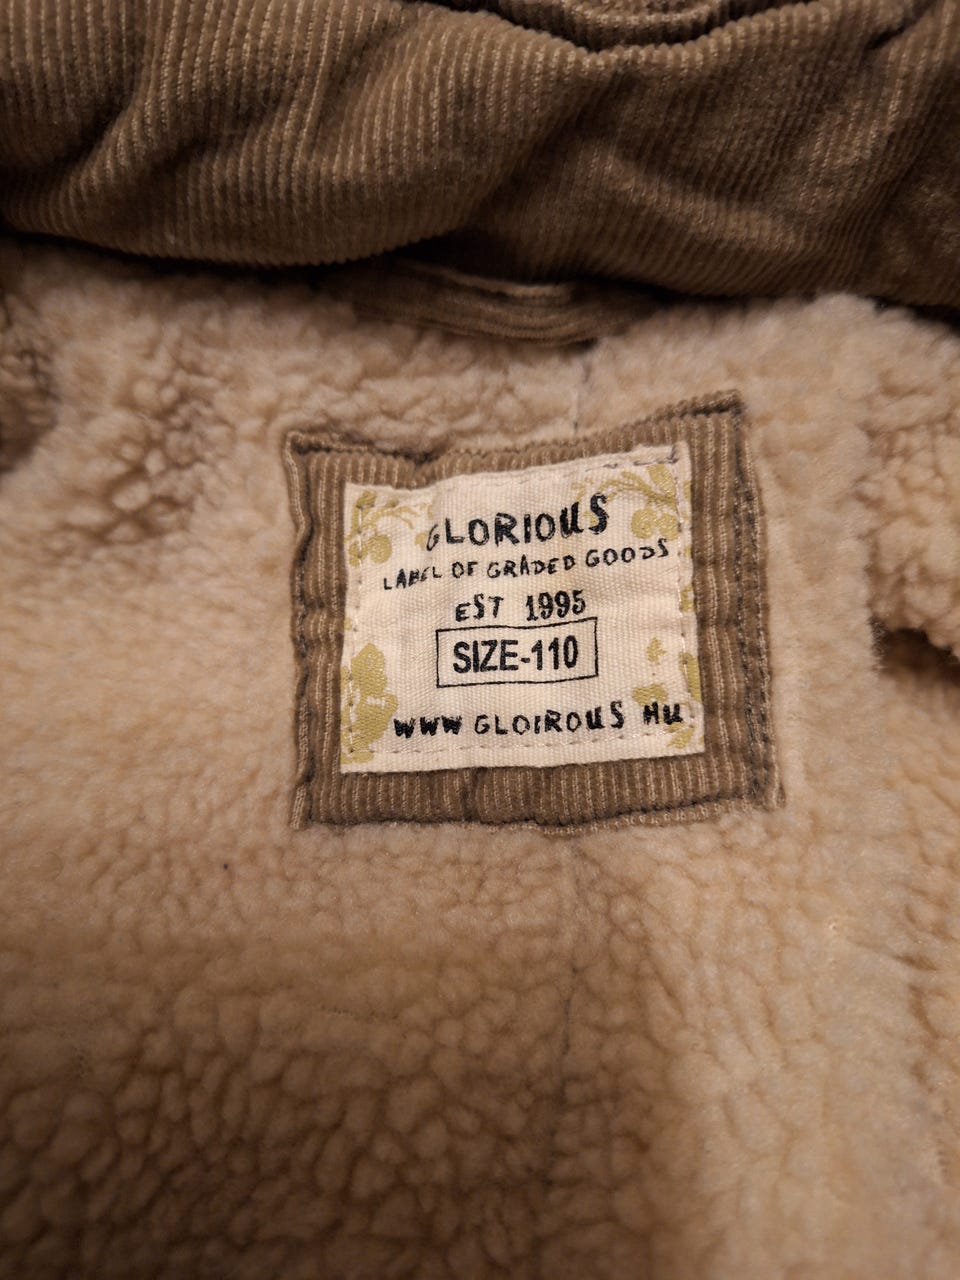 GLORIOUS
LABEL OF GRADED GOODS
EST 1995
SIZE-110
WWW GLOIROUS HU